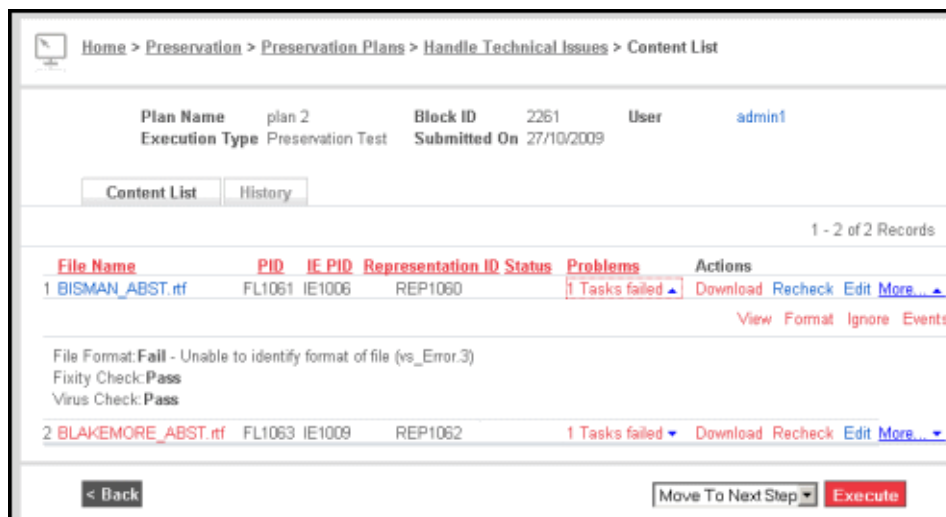 Home > Preservation > Preservation Plans > Handle Technical Issues > Content List
Plan Name plan 2 Block ID 2261 User admin1
Execution Type Preservation Test Submitted On 27/10/2009
Content List History
1 - 2 of 2 Records
File Name PID IE PID Representation ID Status Problems Actions
1 BISMAN_ABST.rtf FL1061 IE1006 REP1060 1 Tasks failed Download Recheck Edit More...
View Format Ignore Events
File Format:Fail - Unable to identify format of file (vs_Error.3)
Fixity Check:Pass
Virus Check:Pass
2 BLAKEMORE_ABST.rtf FL1063 IE1009 REP1062 1 Tasks failed Download Recheck Edit More...
< Back Move To Next Step Execute